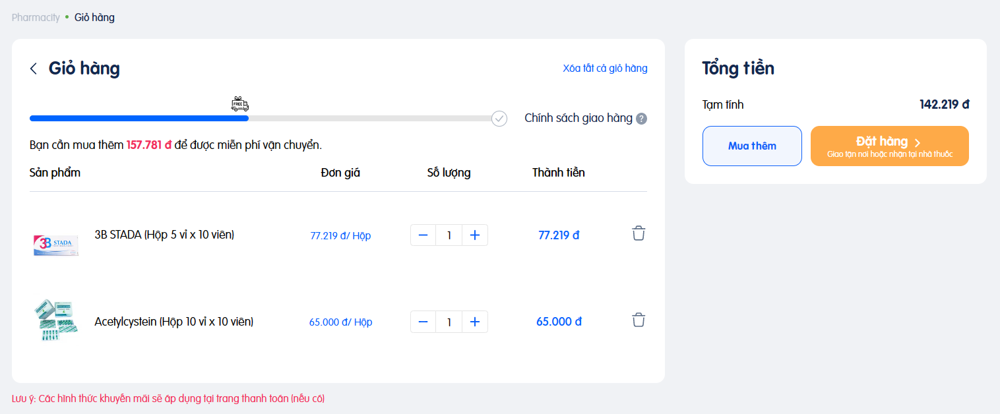 Pharmacity • Giỏ hàng
Giỏ hàng
Xóa tất cả giỏ hàng
FREE
Chính sách giao hàng ?
Bạn cần mua thêm 157.781 đ để được miễn phí vận chuyển.
Sản phẩm Đơn giá Số lượng Thành tiền
3B STADA
3B STADA (Hộp 5 vỉ x 10 viên) 77.219 đ/ Hộp 1 77.219 đ
Acetylcystein (Hộp 10 vỉ x 10 viên) 65.000 đ/ Hộp 1 65.000 đ
Lưu ý: Các hình thức khuyến mãi sẽ áp dụng tại trang thanh toán (nếu có)
Tổng tiền
Tạm tính 142.219 đ
Mua thêm
Đặt hàng
Giao tận nơi hoặc nhận tại nhà thuốc